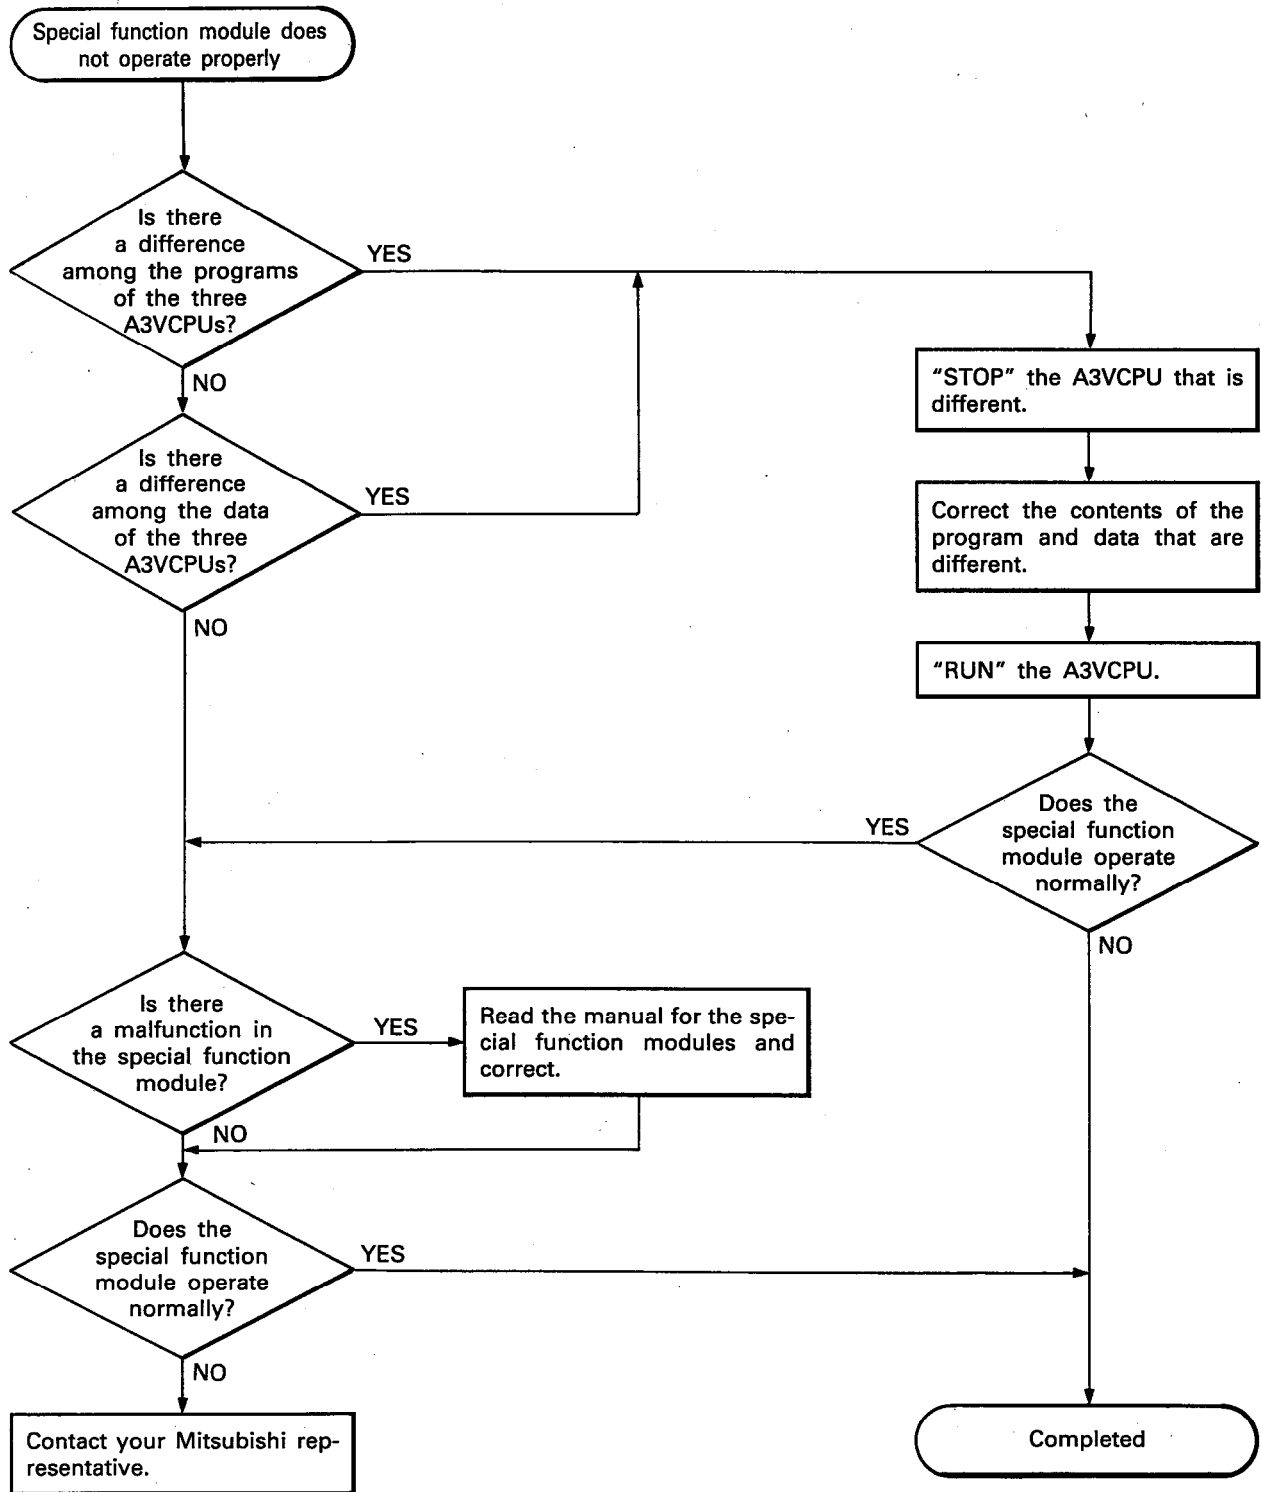 Special function module does
not operate properly
Is there
a difference
among the programs
of the three
A3VCPUs?
YES
NO
Is there
a difference
among the data
of the three
A3VCPUs?
YES
NO
"STOP" the A3VCPU that is
different.
Correct the contents of the
program and data that are
different.
"RUN" the A3VCPU.
Does the
special function
module operate
normally?
YES
NO
Is there
a malfunction in
the special function
module?
YES
NO
Read the manual for the spe-
cial function modules and
correct.
Does the
special function
module operate
normally?
YES
NO
Contact your Mitsubishi rep-
resentative.
Completed